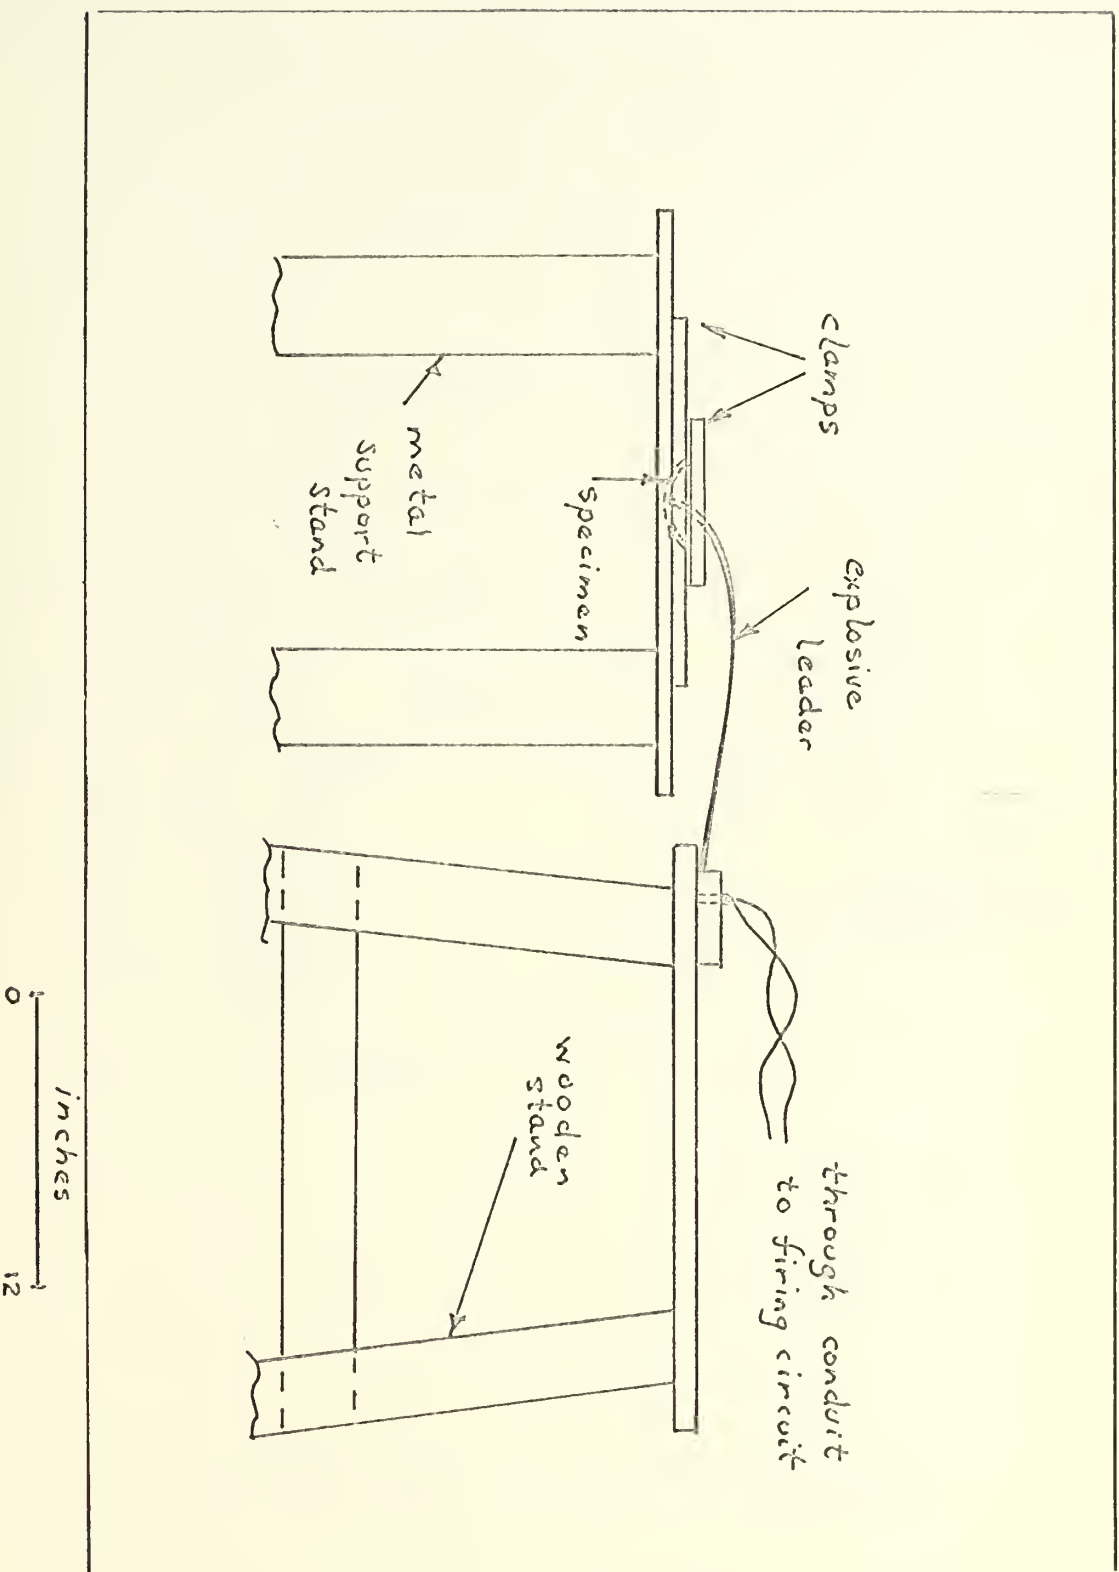 clamps
explosive
leader
through conduit
to firing circuit
specimen
metal
support
stand
wooden
stand
0 12
inches